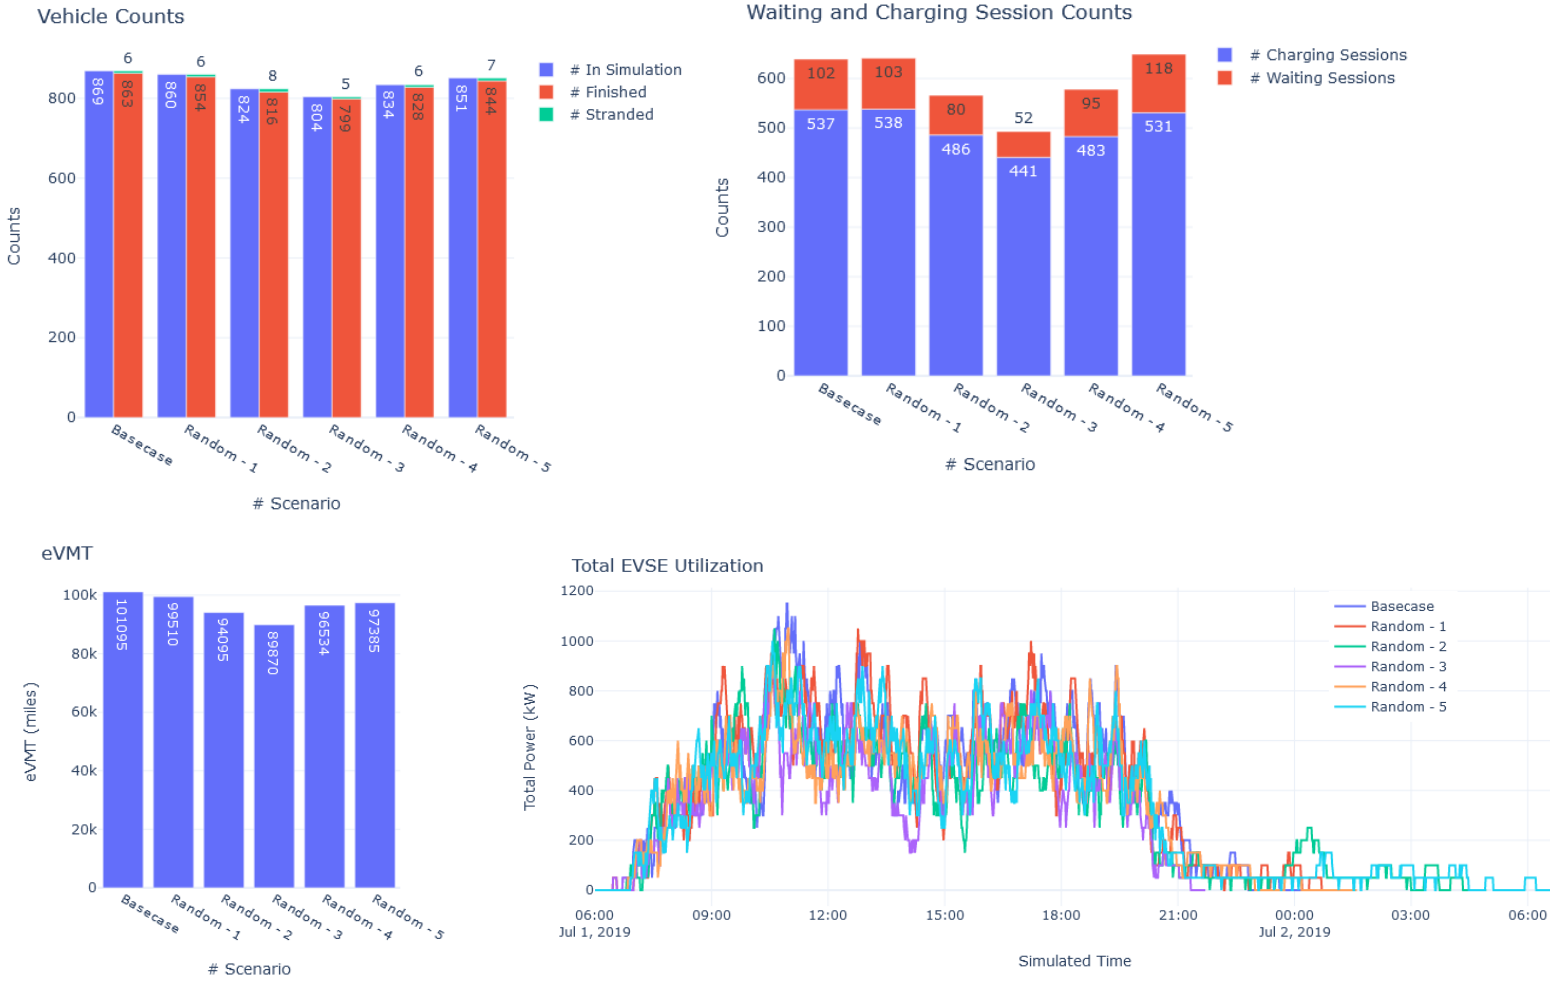 Vehicle Counts
6
6
8
5
6
7
869
863
860
854
824
816
804
799
834
828
851
844
800
600
400
200
0
Counts
Basecase
Random - 1
Random - 2
Random - 3
Random - 4
Random - 5
# Scenario
# In Simulation
# Finished
# Stranded
Waiting and Charging Session Counts
102
103
80
52
95
118
537
538
486
441
483
531
600
500
400
300
200
100
0
Counts
Basecase
Random - 1
Random - 2
Random - 3
Random - 4
Random - 5
# Scenario
# Charging Sessions
# Waiting Sessions
eVMT
101095
99510
94095
89870
96534
97385
100k
80k
60k
40k
20k
0
eVMT (miles)
Basecase
Random - 1
Random - 2
Random - 3
Random - 4
Random - 5
# Scenario
Total EVSE Utilization
1200
1000
800
600
400
200
0
Total Power (kW)
Basecase
Random - 1
Random - 2
Random - 3
Random - 4
Random - 5
06:00
09:00
12:00
15:00
18:00
21:00
00:00
03:00
06:00
Jul 1, 2019
Jul 2, 2019
Simulated Time